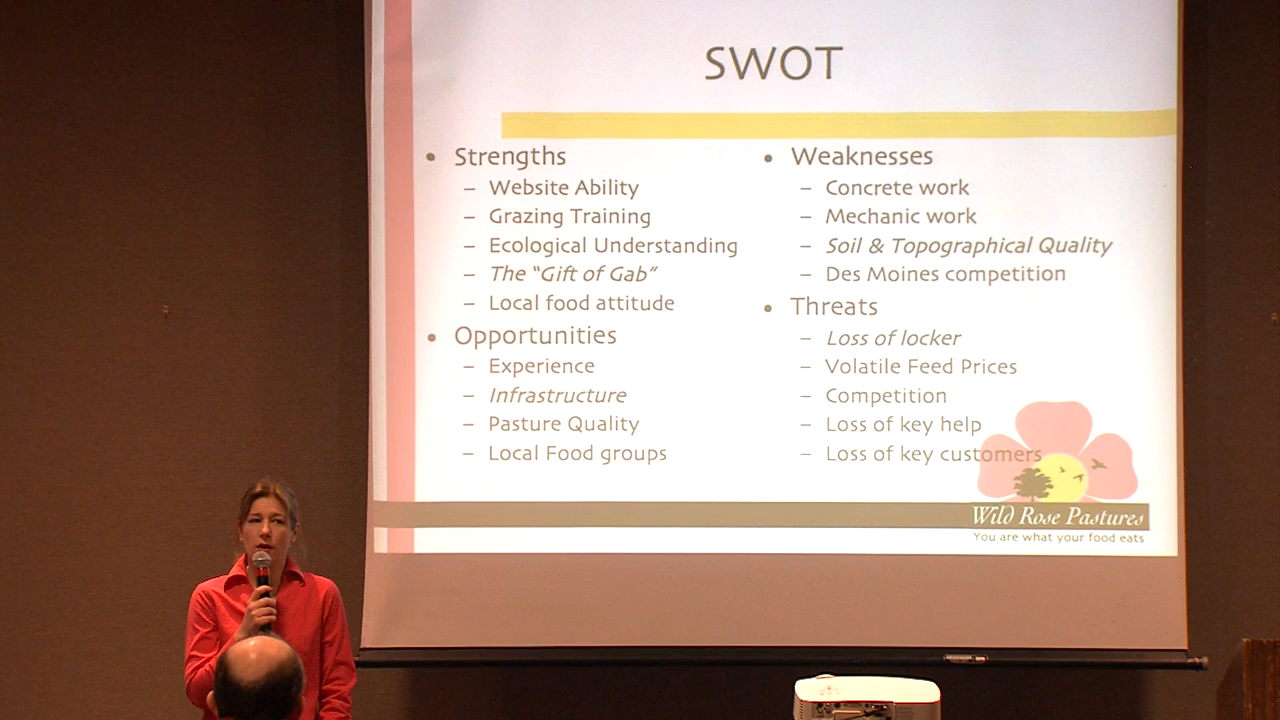 SWOT
• Strengths
– Website Ability
– Grazing Training
– Ecological Understanding
– The “Gift of Gab”
– Local food attitude
• Opportunities
– Experience
– Infrastructure
– Pasture Quality
– Local Food groups
• Weaknesses
– Concrete work
– Mechanic work
– Soil & Topographical Quality
– Des Moines competition
• Threats
– Loss of locker
– Volatile Feed Prices
– Competition
– Loss of key help
– Loss of key customers
Wild Rose Pastures
You are what your food eats